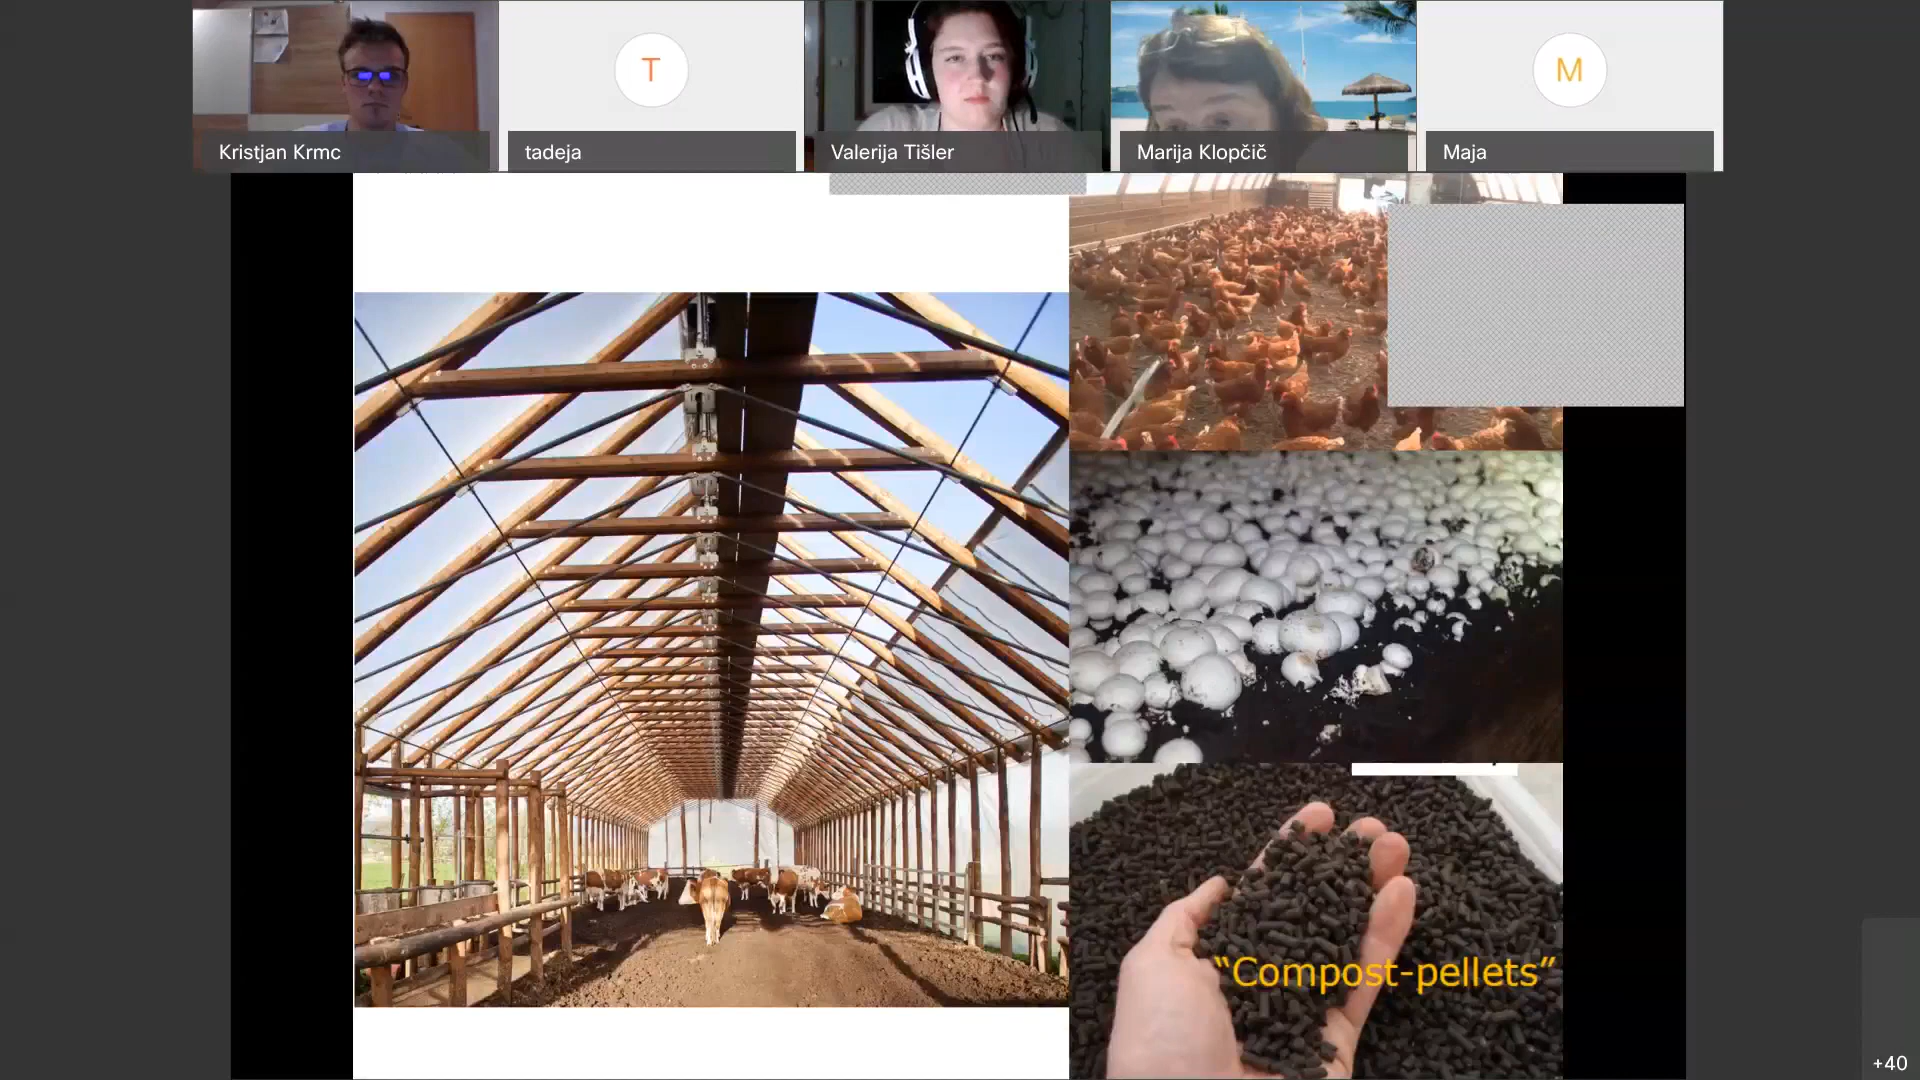 T
M
Kristjan Krmc
tadeja
Valerija Tišler
Marija Klopčič
Maja
“Compost-pellets”
+40